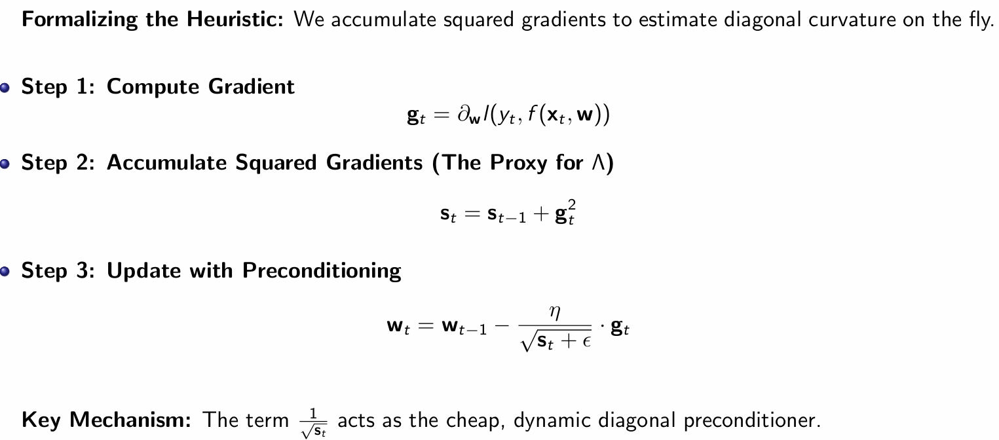 Formalizing the Heuristic: We accumulate squared gradients to estimate diagonal curvature on the fly.
• Step 1: Compute Gradient
$\mathbf{g}_t = \partial_{\mathbf{w}} l(y_t, f(\mathbf{x}_t, \mathbf{w}))$
• Step 2: Accumulate Squared Gradients (The Proxy for Λ)
$\mathbf{s}_t = \mathbf{s}_{t-1} + \mathbf{g}_t^2$
• Step 3: Update with Preconditioning
$\mathbf{w}_t = \mathbf{w}_{t-1} - \frac{\eta}{\sqrt{\mathbf{s}_t + \epsilon}} \cdot \mathbf{g}_t$
Key Mechanism: The term $\frac{1}{\sqrt{\mathbf{s}_t}}$ acts as the cheap, dynamic diagonal preconditioner.